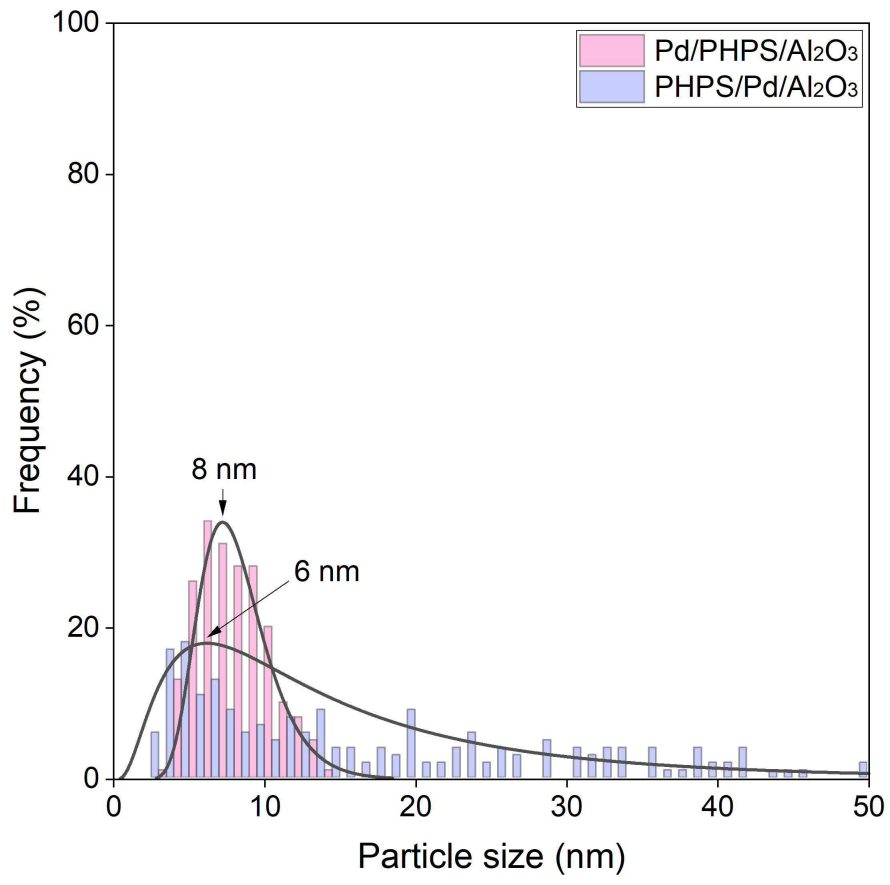 100
80
60
40
20
0
Frequency (%)
Pd/PHPS/Al₂O₃
PHPS/Pd/Al₂O₃
8 nm
6 nm
0 10 20 30 40 50
Particle size (nm)